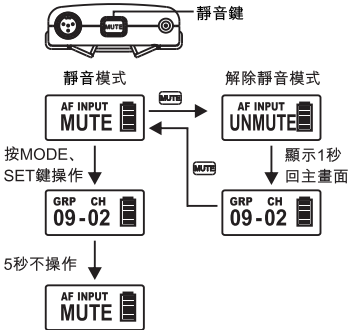 MUTE
靜音鍵
靜音模式
解除靜音模式
AF INPUT
MUTE
MUTE
AF INPUT
UNMUTE
按MODE、
SET鍵操作
MUTE
顯示1秒
回主畫面
GRP CH
09-02
GRP CH
09-02
5秒不操作
AF INPUT
MUTE